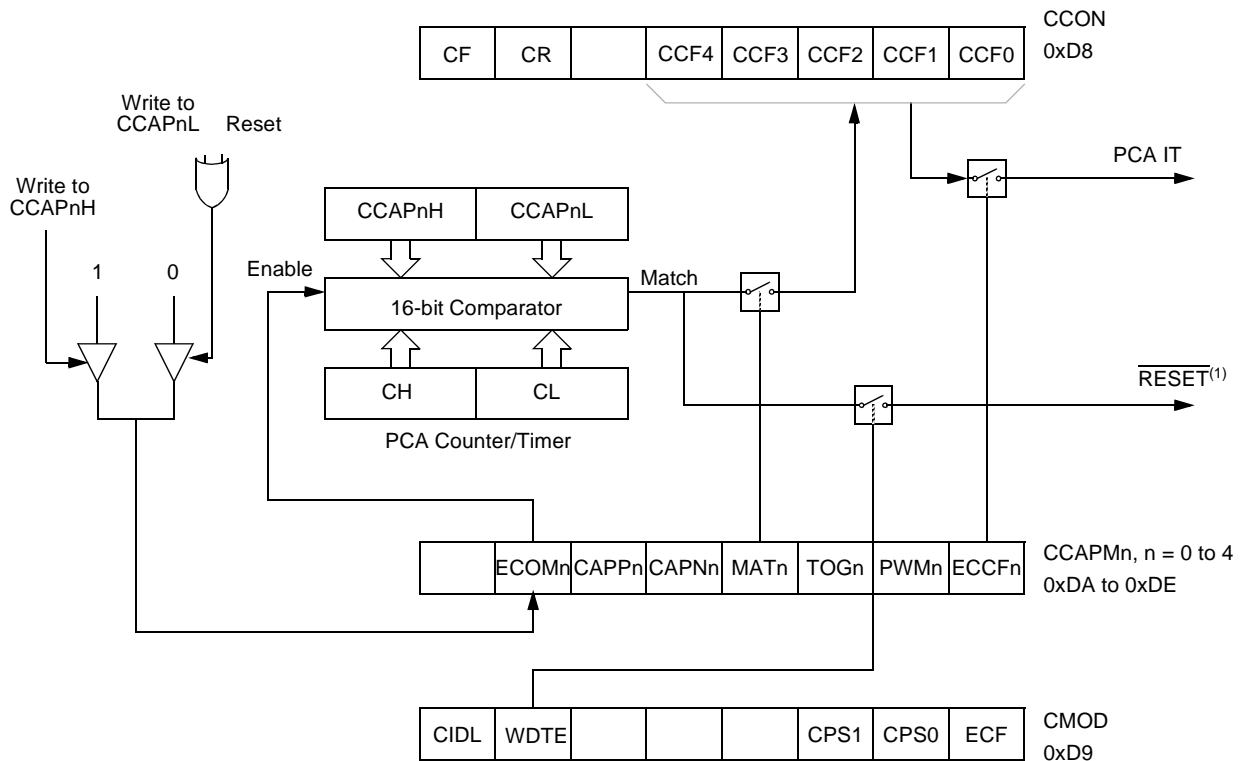 CCON
0xD8
CF CR CCF4 CCF3 CCF2 CCF1 CCF0
Write to
CCAPnL Reset
Write to
CCAPnH
PCA IT
CCAPnH CCAPnL
1 0
Enable
Match
16-bit Comparator
CH CL
RESET(1)
PCA Counter/Timer
ECOMn CAPPn CAPNn MATn TOGn PWMn ECCFn
CCAPMn, n = 0 to 4
0xDA to 0xDE
CIDL WDTE CPS1 CPS0 ECF
CMOD
0xD9